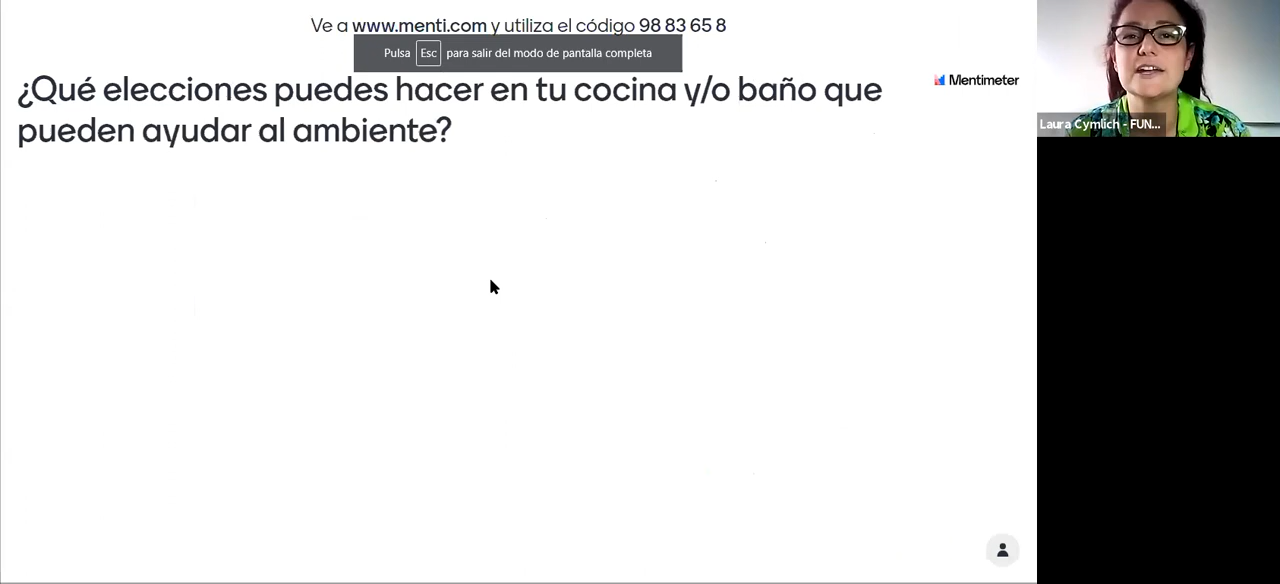 Ve a www.menti.com y utiliza el código 98 83 65 8
Pulsa Esc para salir del modo de pantalla completa
¿Qué elecciones puedes hacer en tu cocina y/o baño que
pueden ayudar al ambiente?
Mentimeter
Laura Cymlich - FUN...